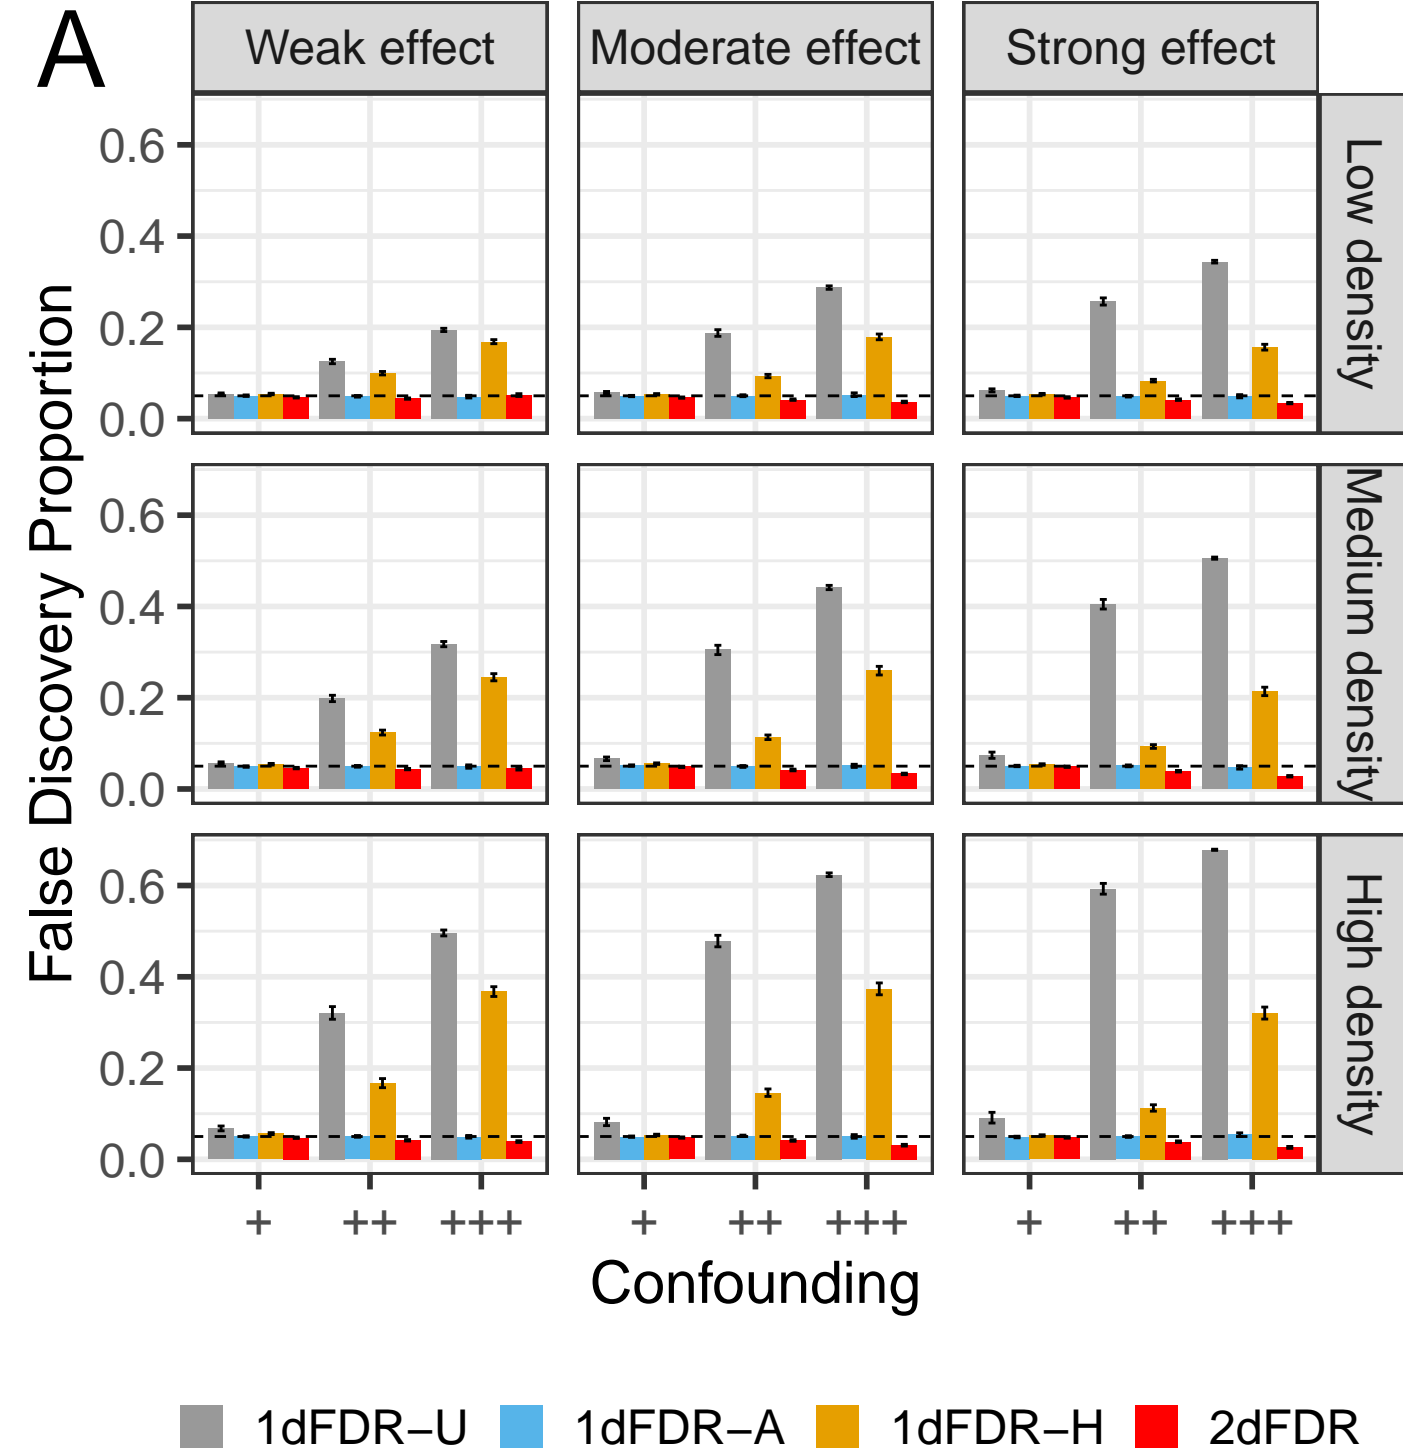 A
Weak effect
Moderate effect
Strong effect
False Discovery Proportion
0.6
0.4
0.2
0.0
Low density
0.6
0.4
0.2
0.0
Medium density
0.6
0.4
0.2
0.0
High density
+ ++ +++
+ ++ +++
+ ++ +++
Confounding
1dFDR−U 1dFDR−A 1dFDR−H 2dFDR